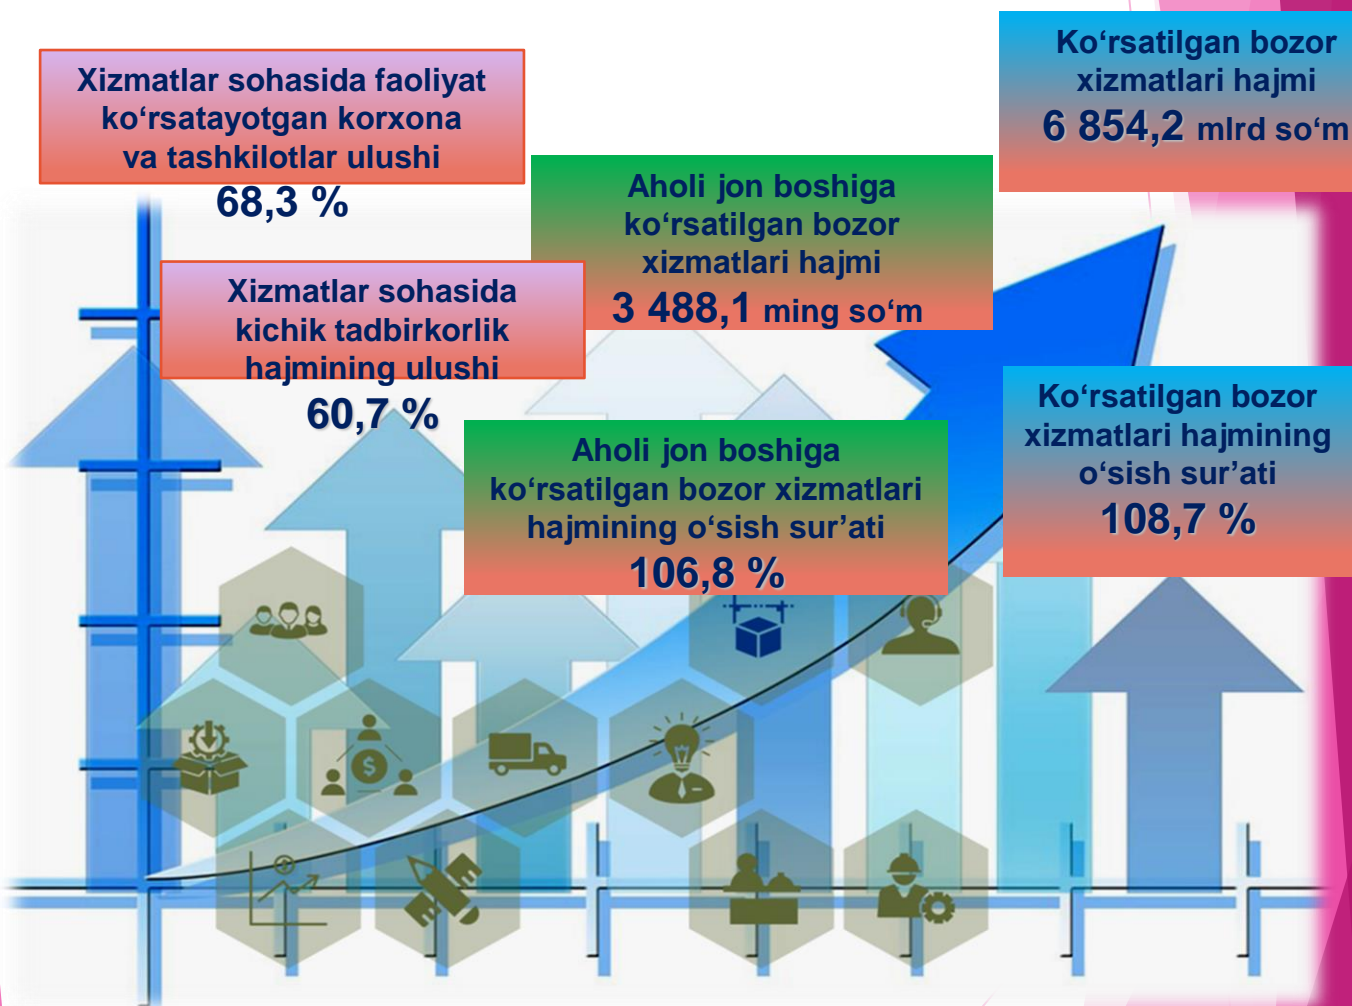 Xizmatlar sohasida faoliyat
ko‘rsatayotgan korxona
va tashkilotlar ulushi
68,3 %
Ko‘rsatilgan bozor
xizmatlari hajmi
6 854,2 mlrd so‘m
Aholi jon boshiga
ko‘rsatilgan bozor
xizmatlari hajmi
3 488,1 ming so‘m
Xizmatlar sohasida
kichik tadbirkorlik
hajmining ulushi
60,7 %
Aholi jon boshiga
ko‘rsatilgan bozor xizmatlari
hajmining o‘sish sur’ati
106,8 %
Ko‘rsatilgan bozor
xizmatlari hajmining
o‘sish sur’ati
108,7 %